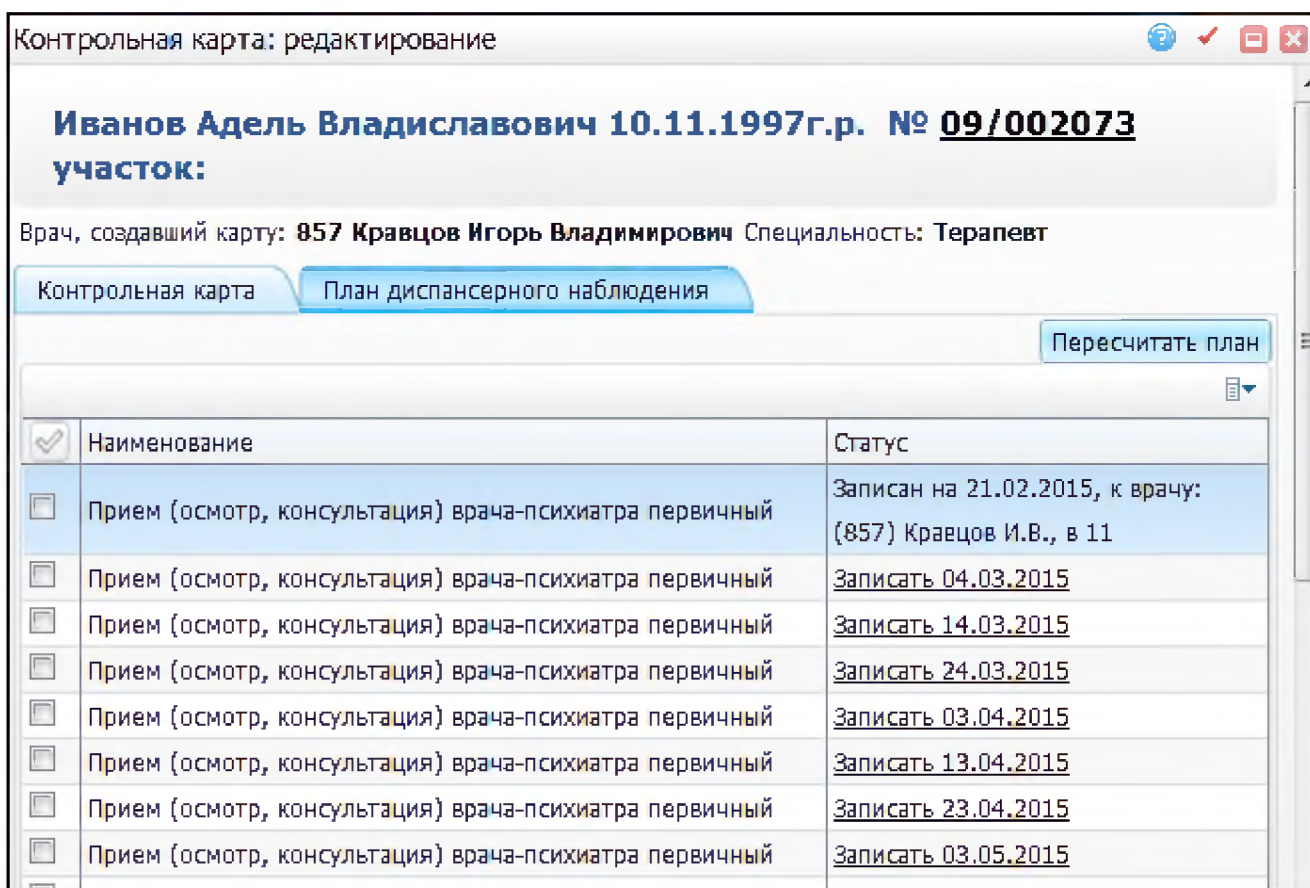 Контрольная карта: редактирование
Иванов Адель Владиславович 10.11.1997г.р. № 09/002073
участок:
Врач, создавший карту: 857 Кравцов Игорь Владимирович Специальность: Терапевт
Контрольная карта План диспансерного наблюдения
Пересчитать план
Наименование Статус
Прием (осмотр, консультация) врача-психиатра первичный Записан на 21.02.2015, к врачу:
(857) Кравцов И.В., в 11
Прием (осмотр, консультация) врача-психиатра первичный Записать 04.03.2015
Прием (осмотр, консультация) врача-психиатра первичный Записать 14.03.2015
Прием (осмотр, консультация) врача-психиатра первичный Записать 24.03.2015
Прием (осмотр, консультация) врача-психиатра первичный Записать 03.04.2015
Прием (осмотр, консультация) врача-психиатра первичный Записать 13.04.2015
Прием (осмотр, консультация) врача-психиатра первичный Записать 23.04.2015
Прием (осмотр, консультация) врача-психиатра первичный Записать 03.05.2015